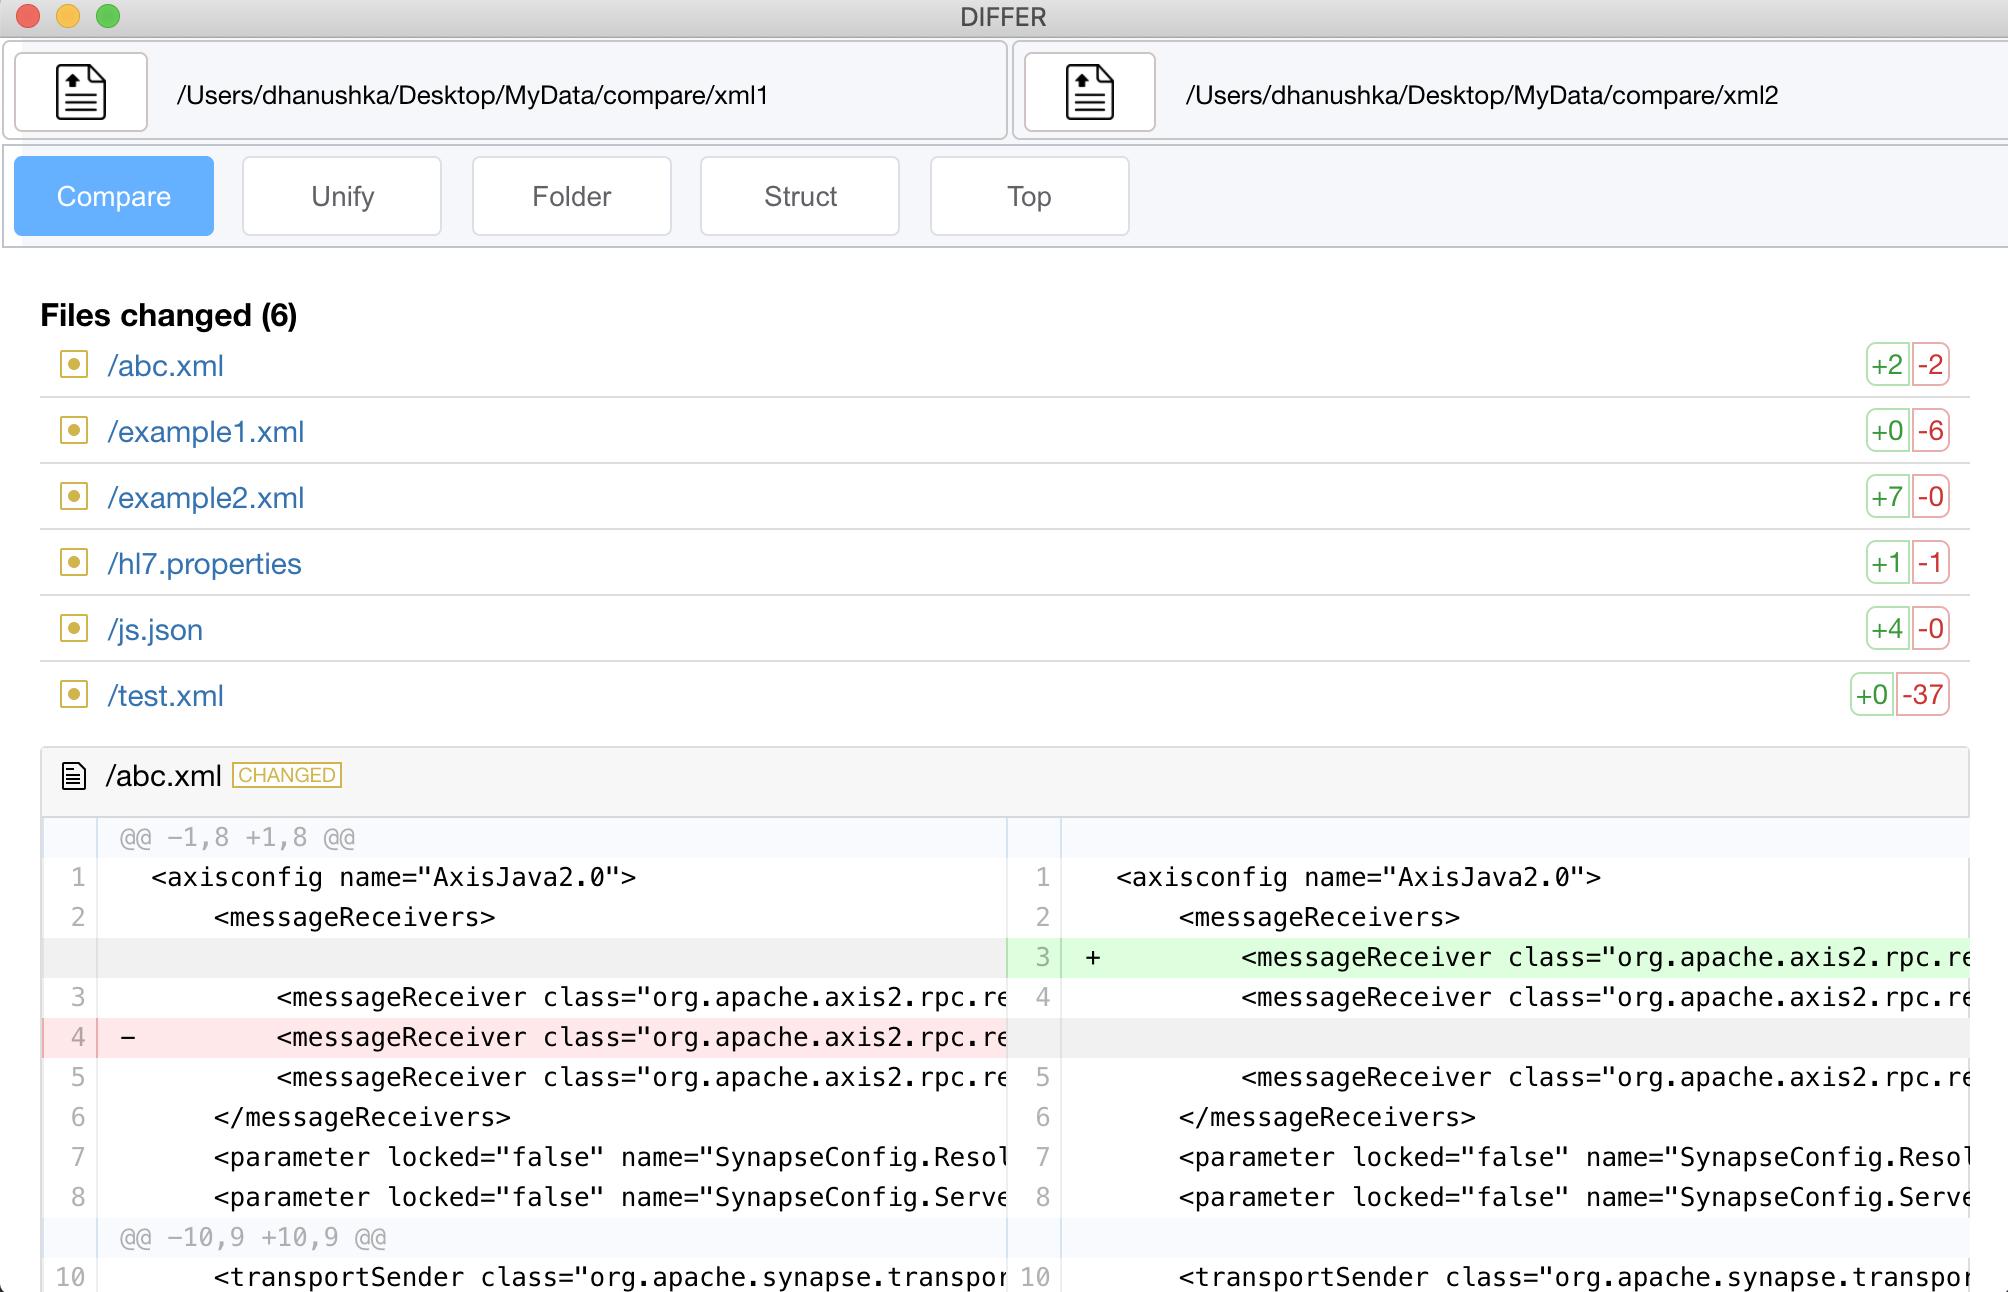 DIFFER
/Users/dhanushka/Desktop/MyData/compare/xml1
/Users/dhanushka/Desktop/MyData/compare/xml2
Compare Unify Folder Struct Top
Files changed (6)
/abc.xml +2 -2
/example1.xml +0 -6
/example2.xml +7 -0
/hl7.properties +1 -1
/js.json +4 -0
/test.xml +0 -37
/abc.xml CHANGED
@@ -1,8 +1,8 @@
1 <axisconfig name="AxisJava2.0"> 1 <axisconfig name="AxisJava2.0">
2 <messageReceivers> 2 <messageReceivers>
3 + <messageReceiver class="org.apache.axis2.rpc.re
3 <messageReceiver class="org.apache.axis2.rpc.re 4 <messageReceiver class="org.apache.axis2.rpc.re
4 - <messageReceiver class="org.apache.axis2.rpc.re
5 <messageReceiver class="org.apache.axis2.rpc.re 5 <messageReceiver class="org.apache.axis2.rpc.re
6 </messageReceivers> 6 </messageReceivers>
7 <parameter locked="false" name="SynapseConfig.Resol 7 <parameter locked="false" name="SynapseConfig.Resol
8 <parameter locked="false" name="SynapseConfig.Serve 8 <parameter locked="false" name="SynapseConfig.Serve
@@ -10,9 +10,9 @@
10 <transportSender class="org.apache.synapse.transpor 10 <transportSender class="org.apache.synapse.transpor